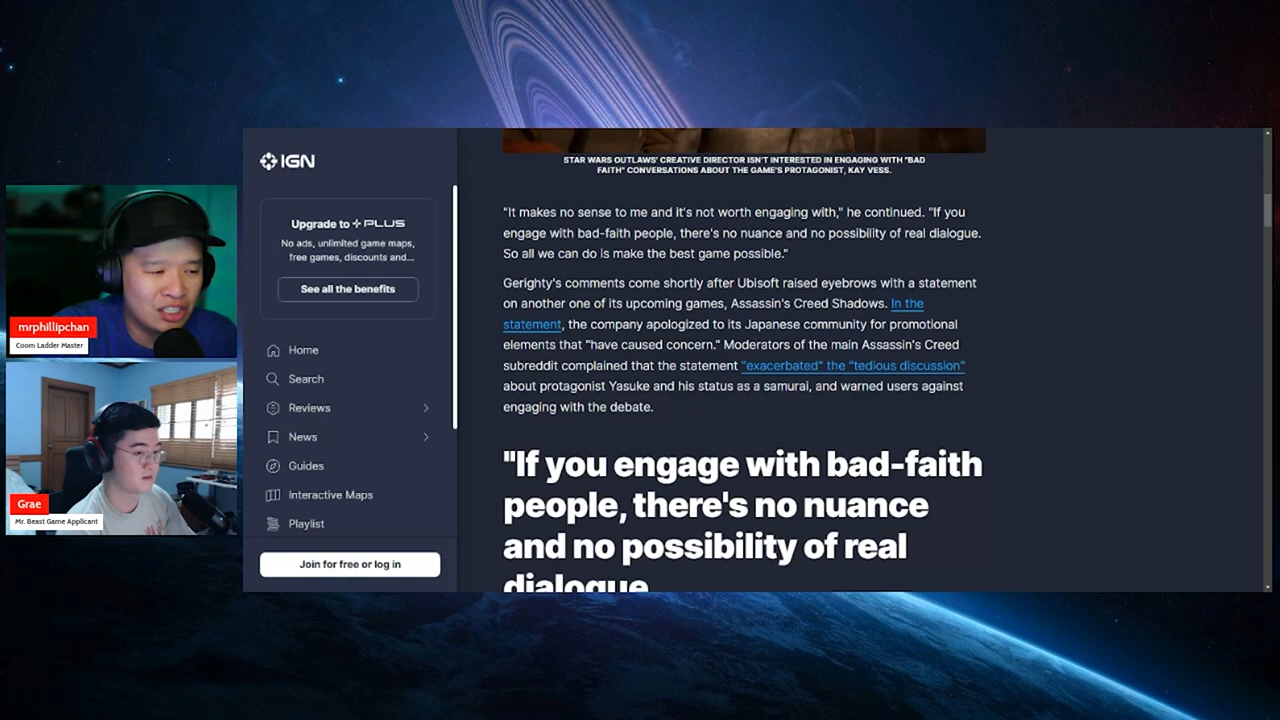 IGN
Upgrade to PLUS
No ads, unlimited game maps,
free games, discounts and...
See all the benefits
Home
Search
Reviews
News
Guides
Interactive Maps
Playlist
Join for free or log in
STAR WARS OUTLAWS' CREATIVE DIRECTOR ISN'T INTERESTED IN ENGAGING WITH "BAD
FAITH" CONVERSATIONS ABOUT THE GAME'S PROTAGONIST, KAY VESS.
"It makes no sense to me and it's not worth engaging with," he continued. "If you
engage with bad-faith people, there's no nuance and no possibility of real dialogue.
So all we can do is make the best game possible."
Gerighty's comments come shortly after Ubisoft raised eyebrows with a statement
on another one of its upcoming games, Assassin's Creed Shadows. In the
statement, the company apologized to its Japanese community for promotional
elements that "have caused concern." Moderators of the main Assassin's Creed
subreddit complained that the statement "exacerbated" the "tedious discussion"
about protagonist Yasuke and his status as a samurai, and warned users against
engaging with the debate.
"If you engage with bad-faith
people, there's no nuance
and no possibility of real
dialogue
mrphillipchan
Coom Ladder Master
Grae
Mr. Beast Game Applicant